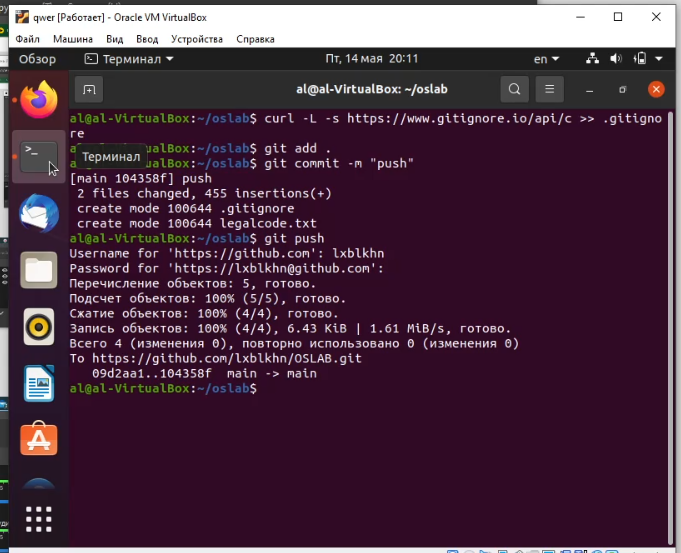 qwer [Работает] - Oracle VM VirtualBox
Файл Машина Вид Ввод Устройства Справка
Обзор Терминал Пт, 14 мая 20:11 en
al@al-VirtualBox: ~/oslab
al@al-VirtualBox:~/oslab$ curl -L -s https://www.gitignore.io/api/c >> .gitigno
re
al@al-VirtualBox:~/oslab$ git add .
al@al-VirtualBox:~/oslab$ git commit -m "push"
Терминал
[main 104358f] push
2 files changed, 455 insertions(+)
create mode 100644 .gitignore
create mode 100644 legalcode.txt
al@al-VirtualBox:~/oslab$ git push
Username for 'https://github.com': lxblkhn
Password for 'https://lxblkhn@github.com':
Перечисление объектов: 5, готово.
Подсчет объектов: 100% (5/5), готово.
Сжатие объектов: 100% (4/4), готово.
Запись объектов: 100% (4/4), 6.43 KiB | 1.61 MiB/s, готово.
Всего 4 (изменения 0), повторно использовано 0 (изменения 0)
To https://github.com/lxblkhn/OSLAB.git
09d2aa1..104358f main -> main
al@al-VirtualBox:~/oslab$